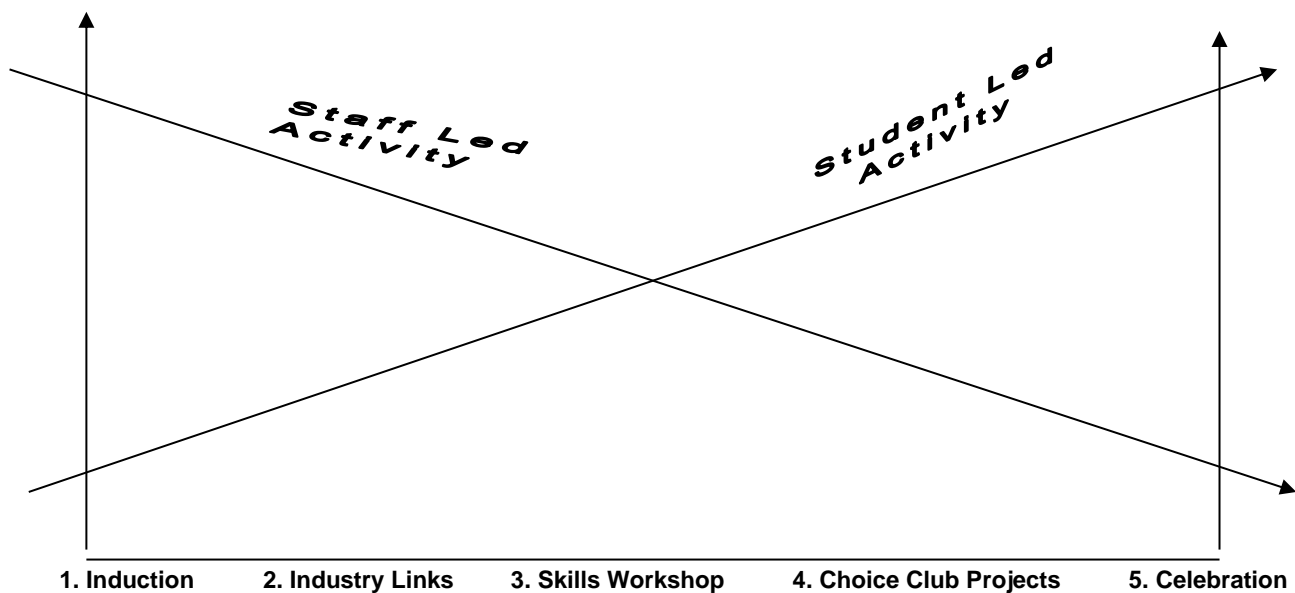 Staff Led
Activity
Student Led
Activity
1. Induction 2. Industry Links 3. Skills Workshop 4. Choice Club Projects 5. Celebration